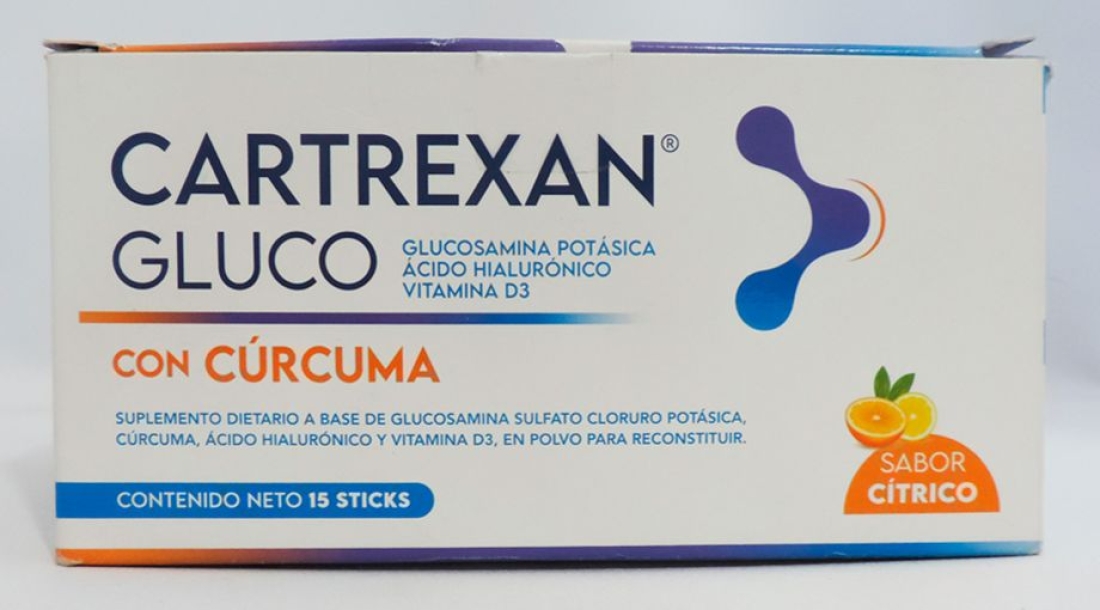 CARTREXAN®
GLUCO
GLUCOSAMINA POTÁSICA
ÁCIDO HIALURÓNICO
VITAMINA D3
CON CÚRCUMA
SUPLEMENTO DIETARIO A BASE DE GLUCOSAMINA SULFATO CLORURO POTÁSICA,
CÚRCUMA, ÁCIDO HIALURÓNICO Y VITAMINA D3, EN POLVO PARA RECONSTITUIR.
CONTENIDO NETO 15 STICKS
SABOR
CÍTRICO